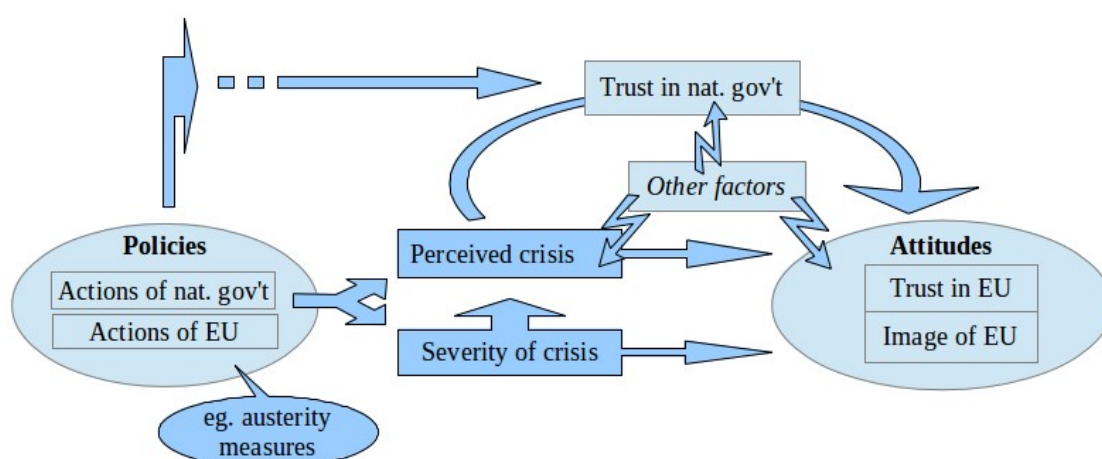 Trust in nat. gov't
Other factors
Policies
Actions of nat. gov't
Actions of EU
eg. austerity
measures
Perceived crisis
Severity of crisis
Attitudes
Trust in EU
Image of EU